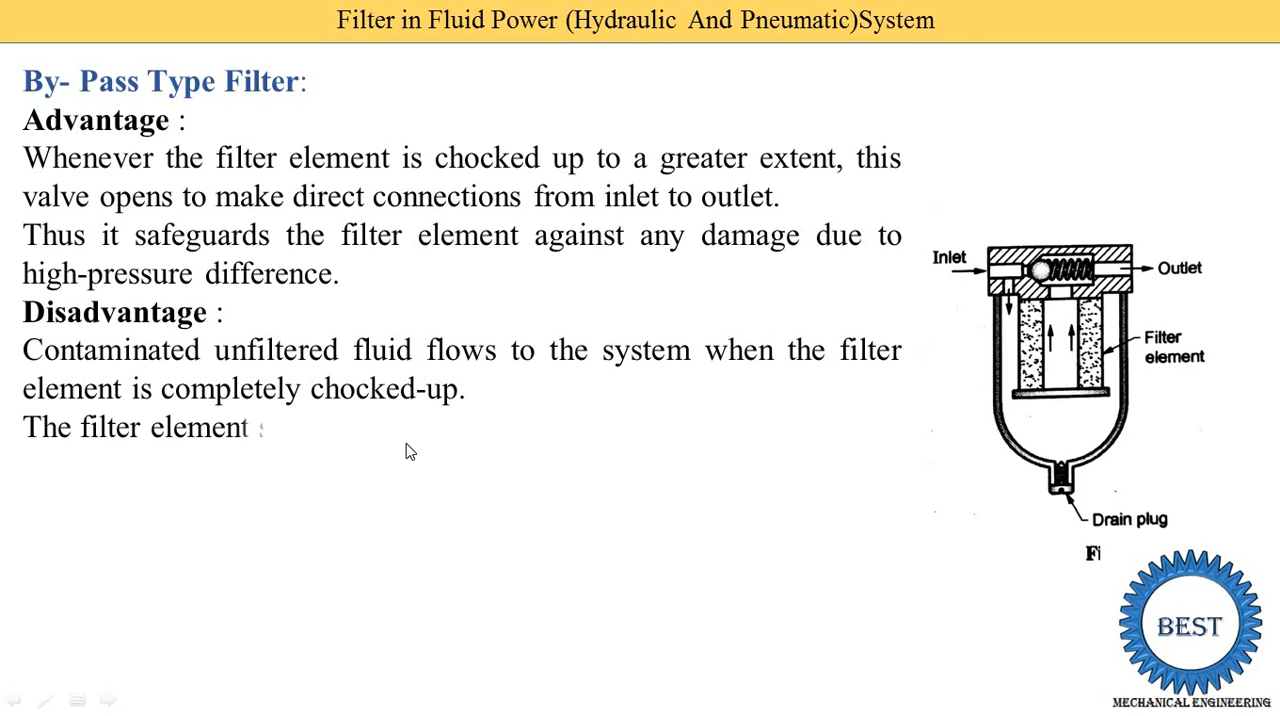 Filter in Fluid Power (Hydraulic And Pneumatic)System
By- Pass Type Filter:
Advantage :
Whenever the filter element is chocked up to a greater extent, this
valve opens to make direct connections from inlet to outlet.
Thus it safeguards the filter element against any damage due to
high-pressure difference.
Disadvantage :
Contaminated unfiltered fluid flows to the system when the filter
element is completely chocked-up.
The filter element
Inlet
Outlet
Filter
element
Drain plug
BEST
MECHANICAL ENGINEERING